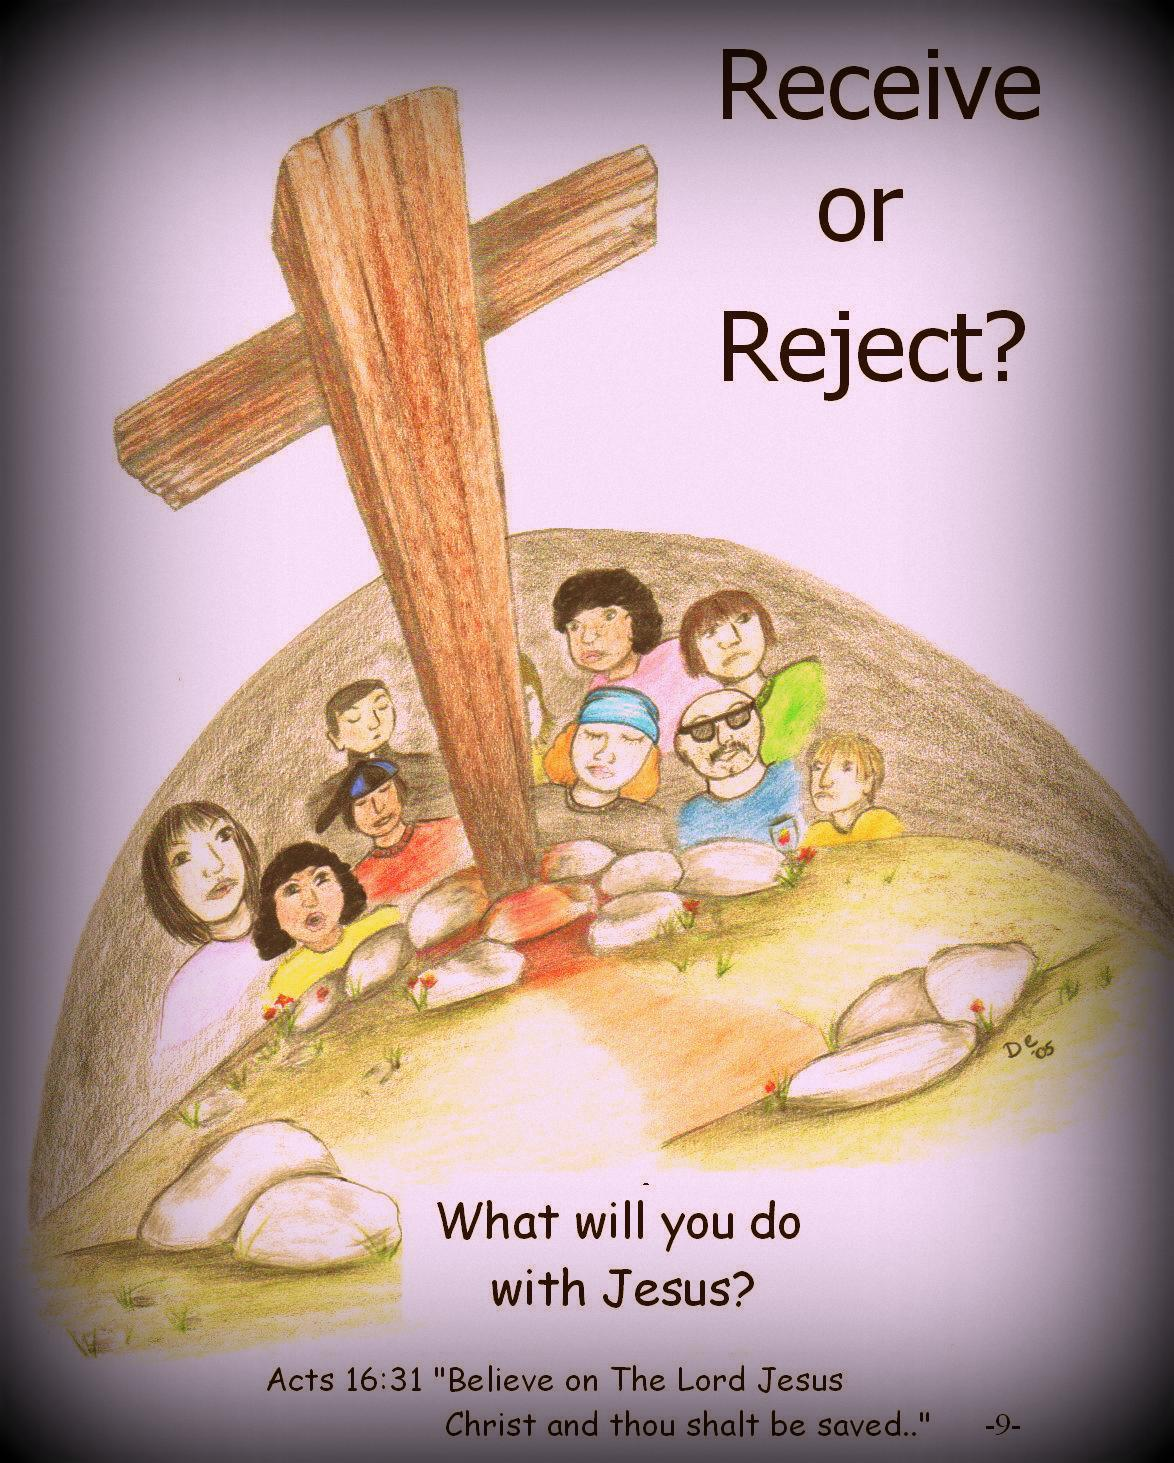 Receive
or
Reject?
De '05
What will you do
with Jesus?
Acts 16:31 "Believe on The Lord Jesus
Christ and thou shalt be saved.."
-9-